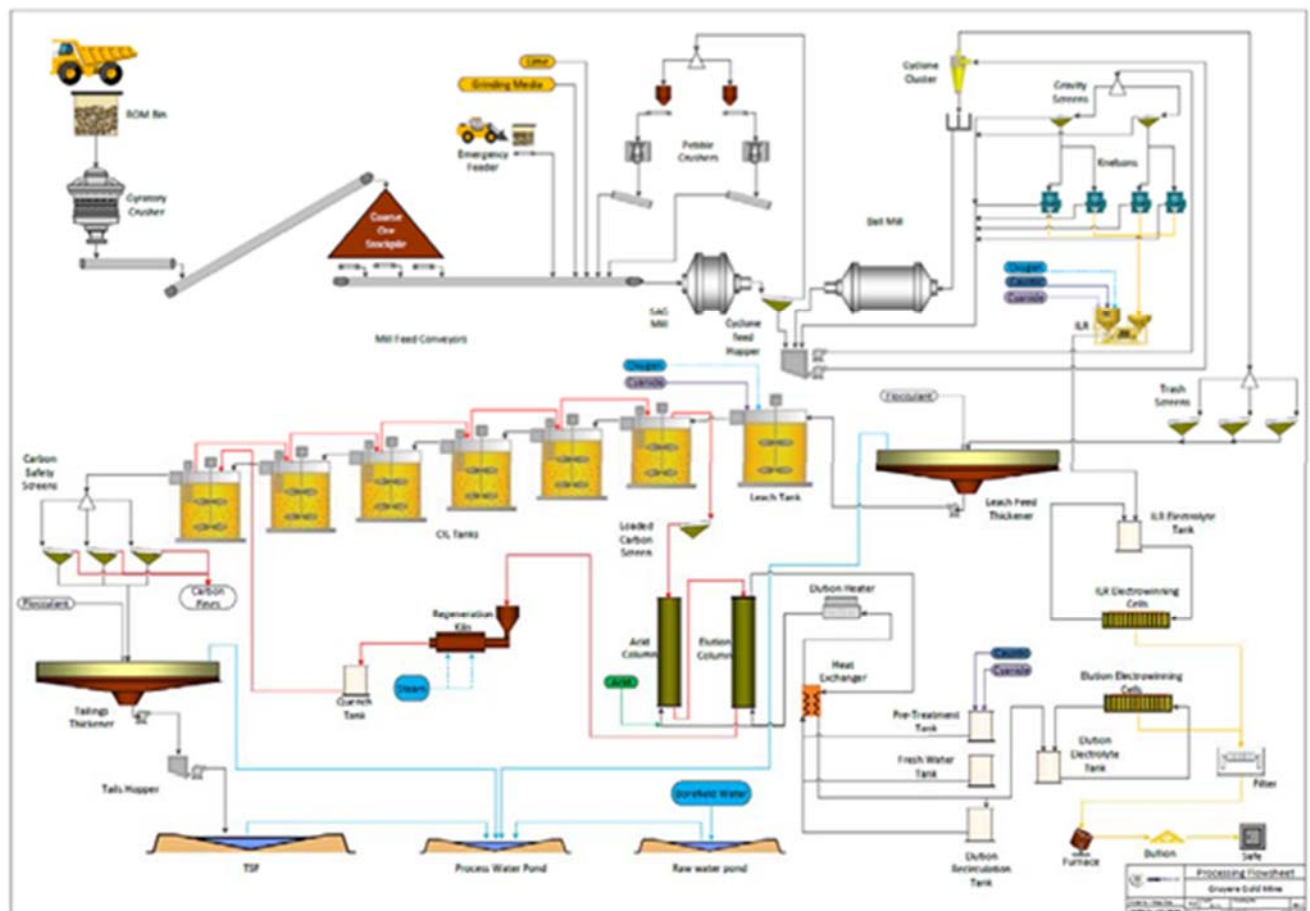 ROM Bin
Gyratory
Crusher
Coarse
Ore
Stockpile
Lime
Grinding Media
Emergency
Feeder
Pebble
Crushers
Mill Feed Conveyors
SAG
Mill
Cyclone
Feed
Hopper
Ball Mill
Cyclone
Cluster
Gravity
Screens
Knelsons
Oxygen
Caustic
Cyanide
ILR
Trash
Screens
Oxygen
Cyanide
Flocculant
Leach Tank
Leach Feed
Thickener
CIL Tanks
Carbon
Safety
Screens
Carbon
Fines
Flocculant
Loaded
Carbon
Screen
ILR Electrolyte
Tank
ILR Electrowinning
Cells
Regeneration
Kiln
Steam
Quench
Tank
Acid
Column
Elution
Column
Acid
Elution Heater
Heat
Exchanger
Caustic
Cyanide
Pre-Treatment
Tank
Fresh Water
Tank
Elution
Recirculation
Tank
Elution Electrowinning
Cells
Elution
Electrolyte
Tank
Filter
Furnace
Bullion
Safe
Tailings
Thickener
Tails Hopper
TSF
Process Water Pond
Borefield Water
Raw water pond
Processing Flowsheet
Gruyere Gold Mine